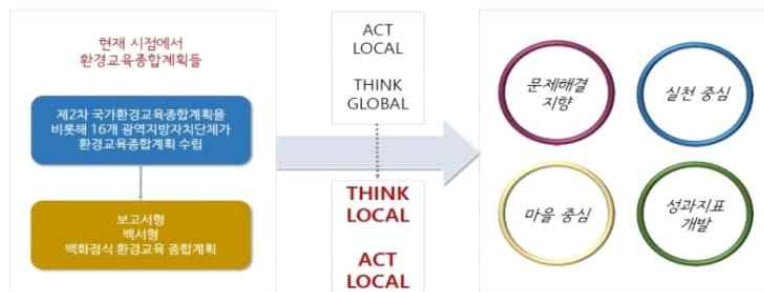 현재 시점에서
환경교육종합계획들
제2차 국가환경교육종합계획을
비롯해 16개 광역지방자치단체가
환경교육종합계획 수립
보고서형
백서형
백화점식 환경교육 종합계획
ACT
LOCAL
THINK
GLOBAL
THINK
LOCAL
ACT
LOCAL
문제해결
지향
실천 중심
마을 중심
성과지표
개발